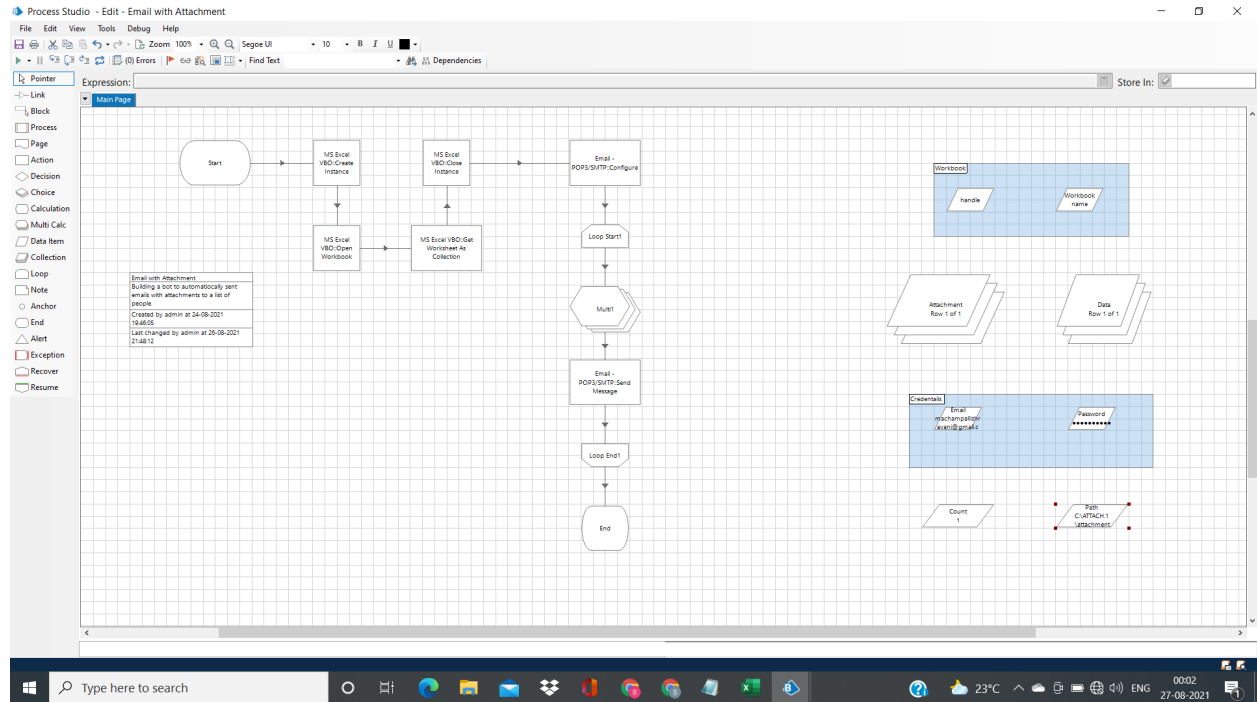 Process Studio - Edit - Email with Attachment
File Edit View Tools Debug Help
Zoom 100% Segoe UI 10 B I U
(0) Errors Find Text Dependencies
Pointer
Expression:
Store In:
Link
Block
Process
Page
Action
Decision
Choice
Calculation
Multi Calc
Data Item
Collection
Loop
Note
Anchor
End
Alert
Exception
Recover
Resume
Main Page
Start
MS Excel
VBO::Create
Instance
MS Excel
VBO::Close
Instance
Email -
POP3/SMTP::Configure
MS Excel
VBO::Open
Workbook
MS Excel VBO::Get
Worksheet As
Collection
Loop Start1
Multi1
Email -
POP3/SMTP::Send
Message
Loop End1
End
Email with Attachment
Building a bot to automaticallly sent
emails with attachments to a list of
people.
Created by admin at 24-08-2021
19:46:05
Last changed by admin at 26-08-2021
21:48:12
Workbook
handle
Workbook
name
Attachment
Row 1 of 1
Data
Row 1 of 1
Credentails
Email
machampallishr
avani@gmail.c
Password
••••••••••
Count
1
Path
C:\ATTACH.1
\attachment
Type here to search
23°C
ENG
00:02
27-08-2021
1